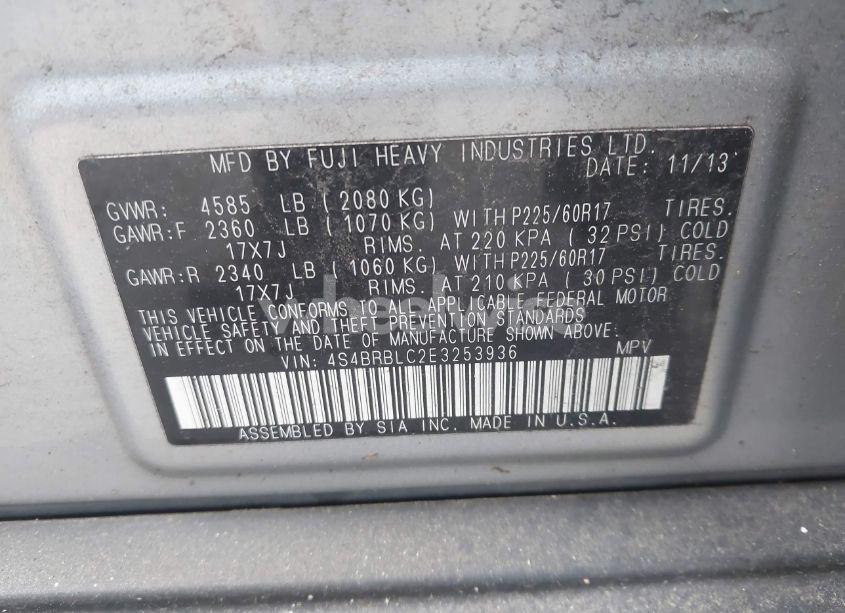 MFD BY FUJI HEAVY INDUSTRIES LTD.
DATE: 11/13
GVWR: 4585 LB ( 2080 KG)
GAWR:F 2360 LB ( 1070 KG) WITH P225/60R17 TIRES.
17X7J RIMS. AT 220 KPA ( 32 PSI) COLD
GAWR:R 2340 LB ( 1060 KG) WITH P225/60R17 TIRES.
17X7J RIMS. AT 210 KPA ( 30 PSI) COLD
THIS VEHICLE CONFORMS TO ALL APPLICABLE FEDERAL MOTOR
VEHICLE SAFETY AND THEFT PREVENTION STANDARDS
IN EFFECT ON THE DATE OF MANUFACTURE SHOWN ABOVE.
VIN: 4S4BRBLC2E3253936 MPV
ASSEMBLED BY SIA INC. MADE IN U.S.A.